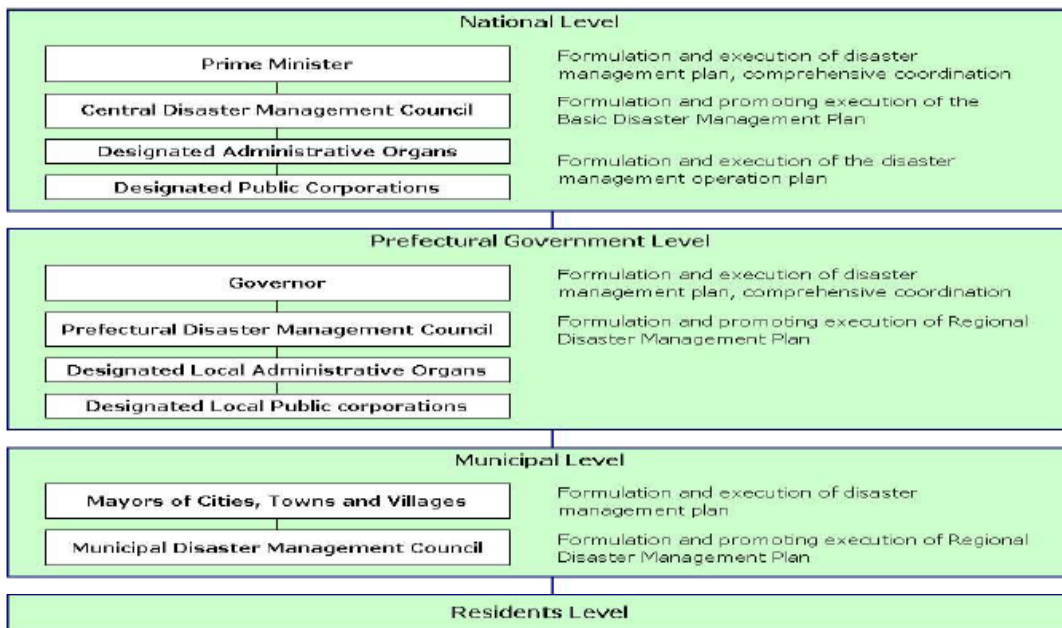 National Level
Prime Minister
Formulation and execution of disaster
management plan, comprehensive coordination
Central Disaster Management Council
Formulation and promoting execution of the
Basic Disaster Management Plan
Designated Administrative Organs
Designated Public Corporations
Formulation and execution of the disaster
management operation plan
Prefectural Government Level
Governor
Formulation and execution of disaster
management plan, comprehensive coordination
Prefectural Disaster Management Council
Formulation and promoting execution of Regional
Disaster Management Plan
Designated Local Administrative Organs
Designated Local Public corporations
Municipal Level
Mayors of Cities, Towns and Villages
Formulation and execution of disaster
management plan
Municipal Disaster Management Council
Formulation and promoting execution of Regional
Disaster Management Plan
Residents Level